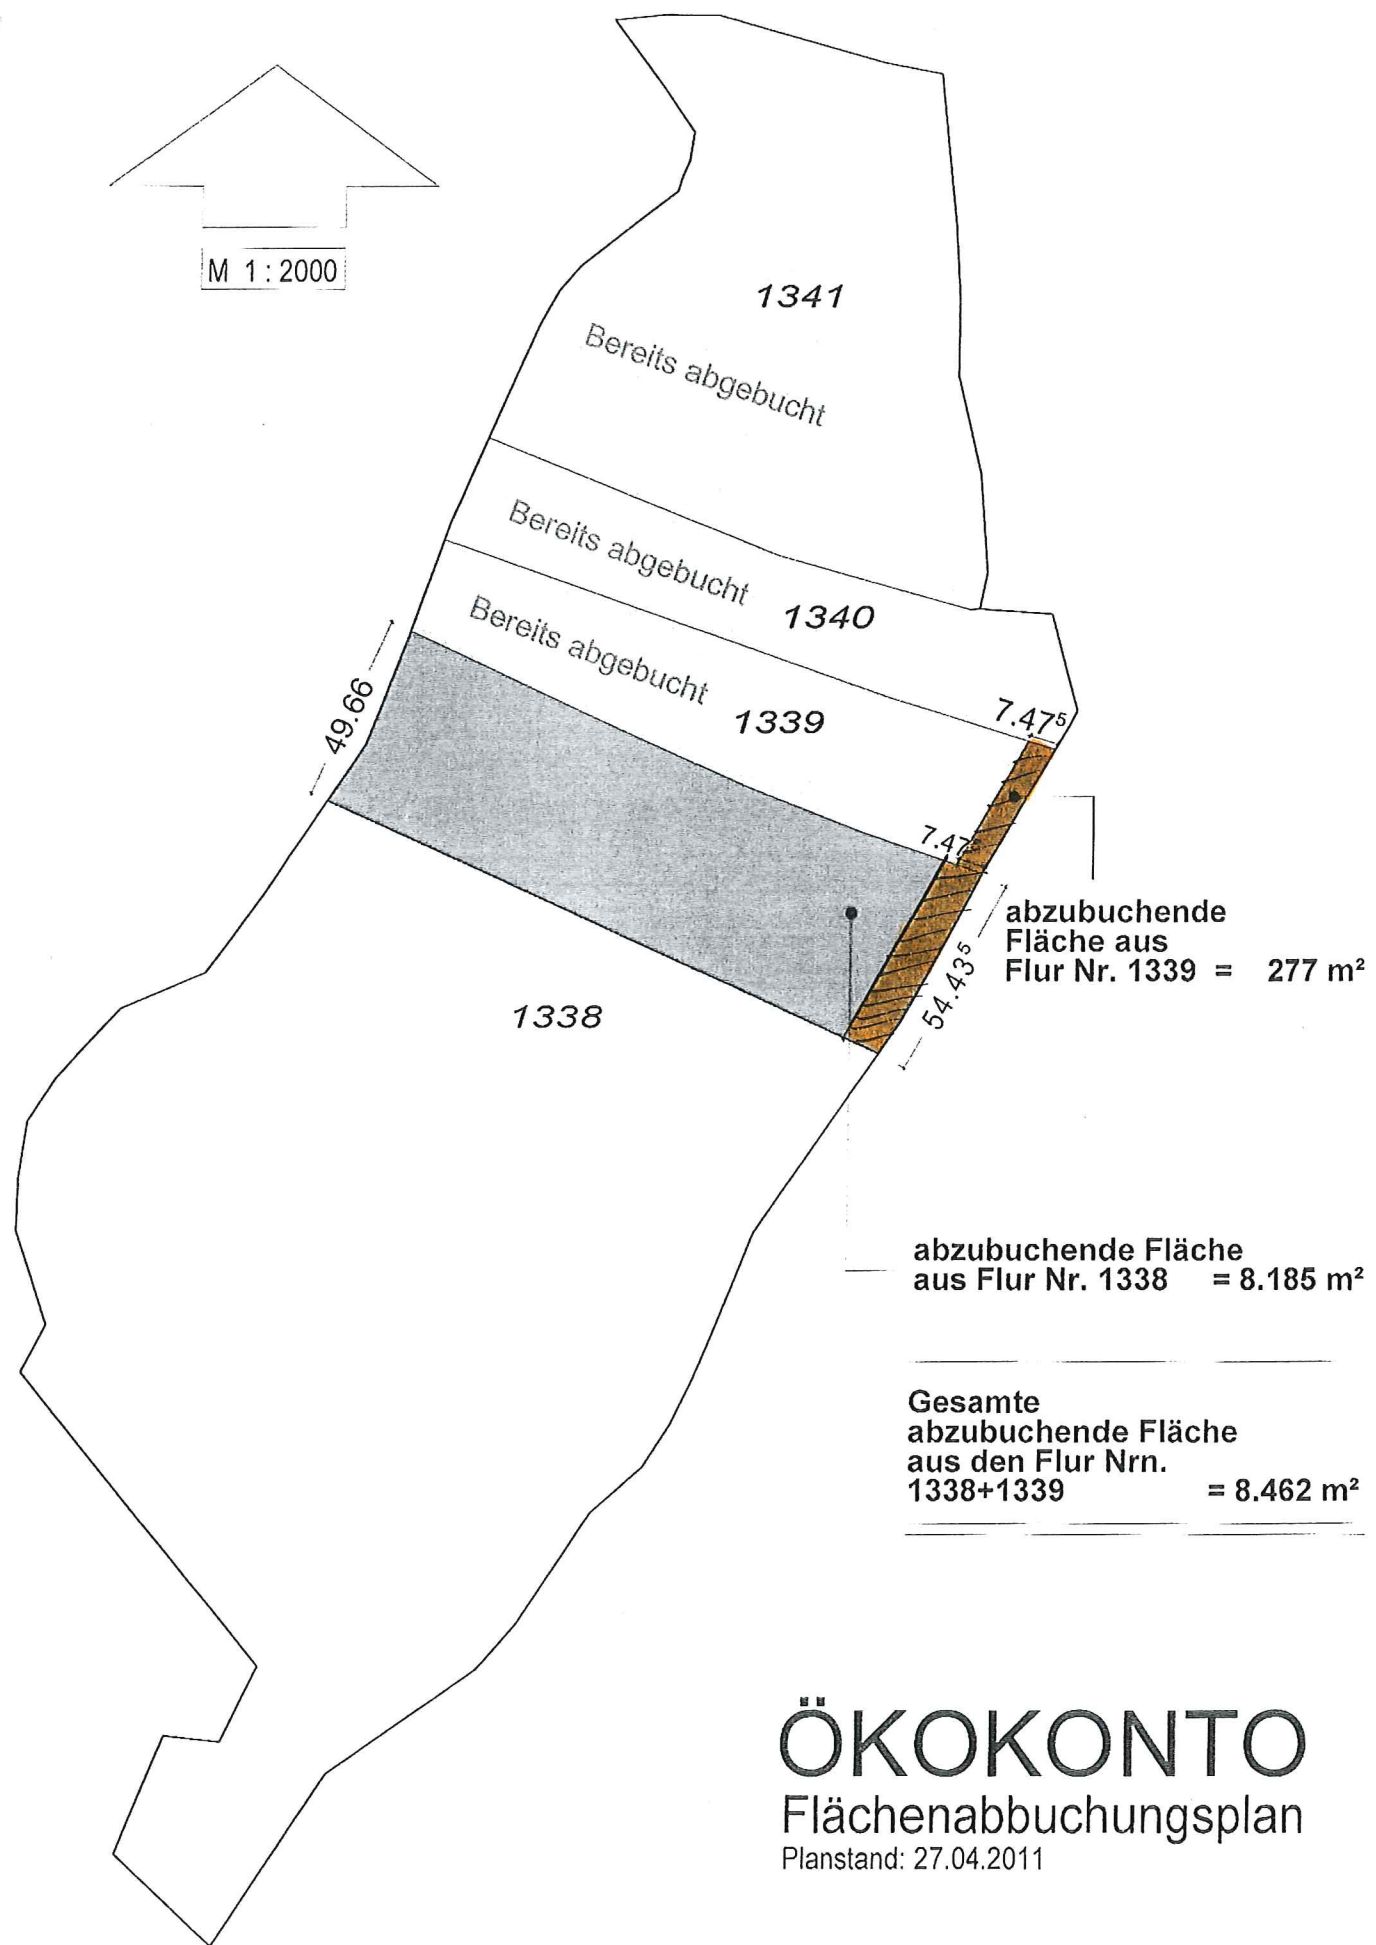 M 1 : 2000
1341
Bereits abgebucht
Bereits abgebucht
1340
Bereits abgebucht
1339
49.66
7.47⁵
7.47⁵
54.43⁵
abzubuchende
Fläche aus
Flur Nr. 1339 = 277 m²
1338
abzubuchende Fläche
aus Flur Nr. 1338 = 8.185 m²
Gesamte
abzubuchende Fläche
aus den Flur Nrn.
1338+1339 = 8.462 m²
ÖKOKONTO
Flächenabbuchungsplan
Planstand: 27.04.2011